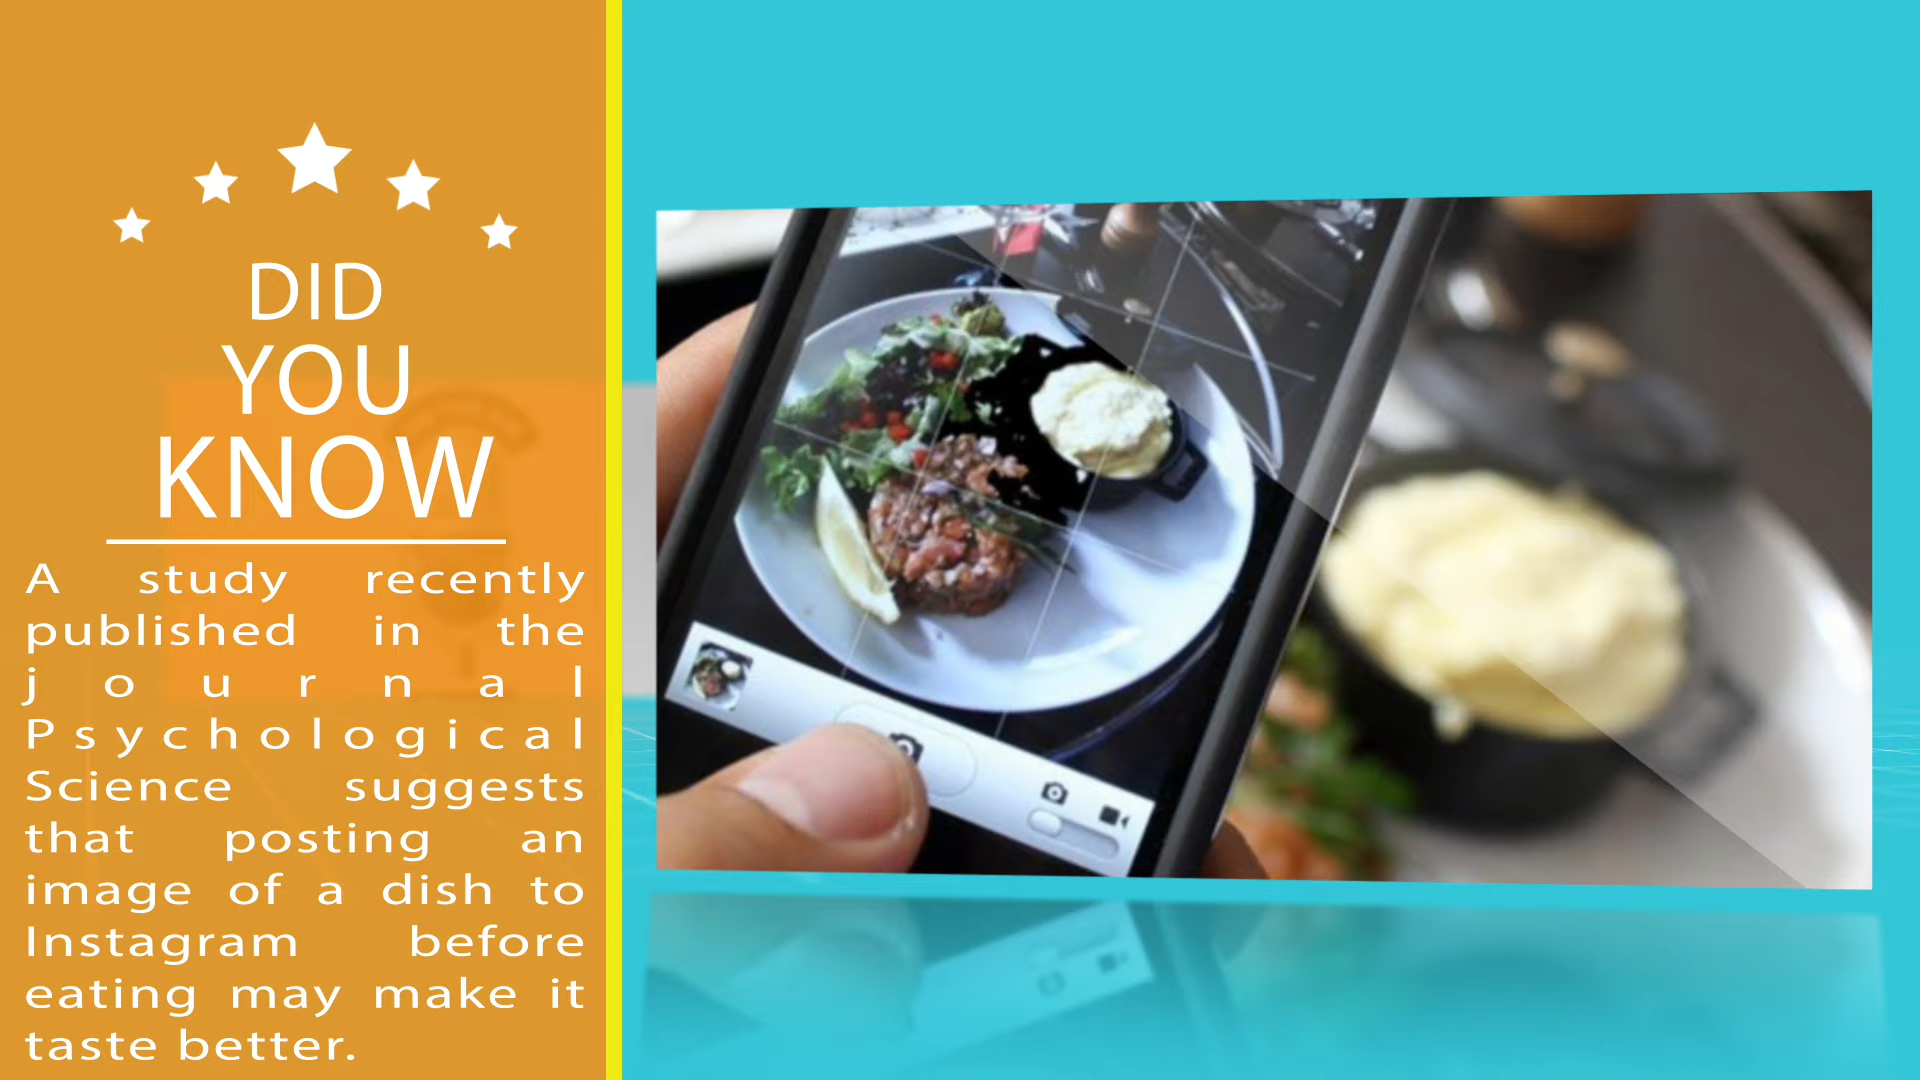 DID
YOU
KNOW
A study recently
published in the
journal
Psychological
Science suggests
that posting an
image of a dish to
Instagram before
eating may make it
taste better.